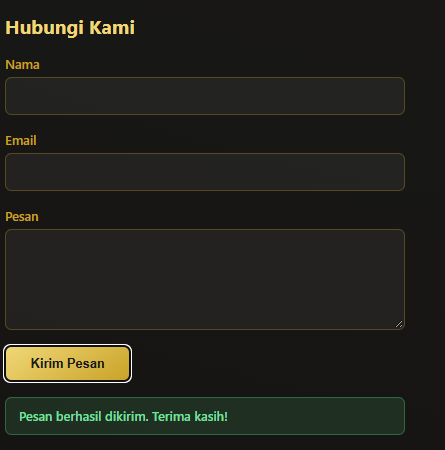 Hubungi Kami
Nama
Email
Pesan
Kirim Pesan
Pesan berhasil dikirim. Terima kasih!